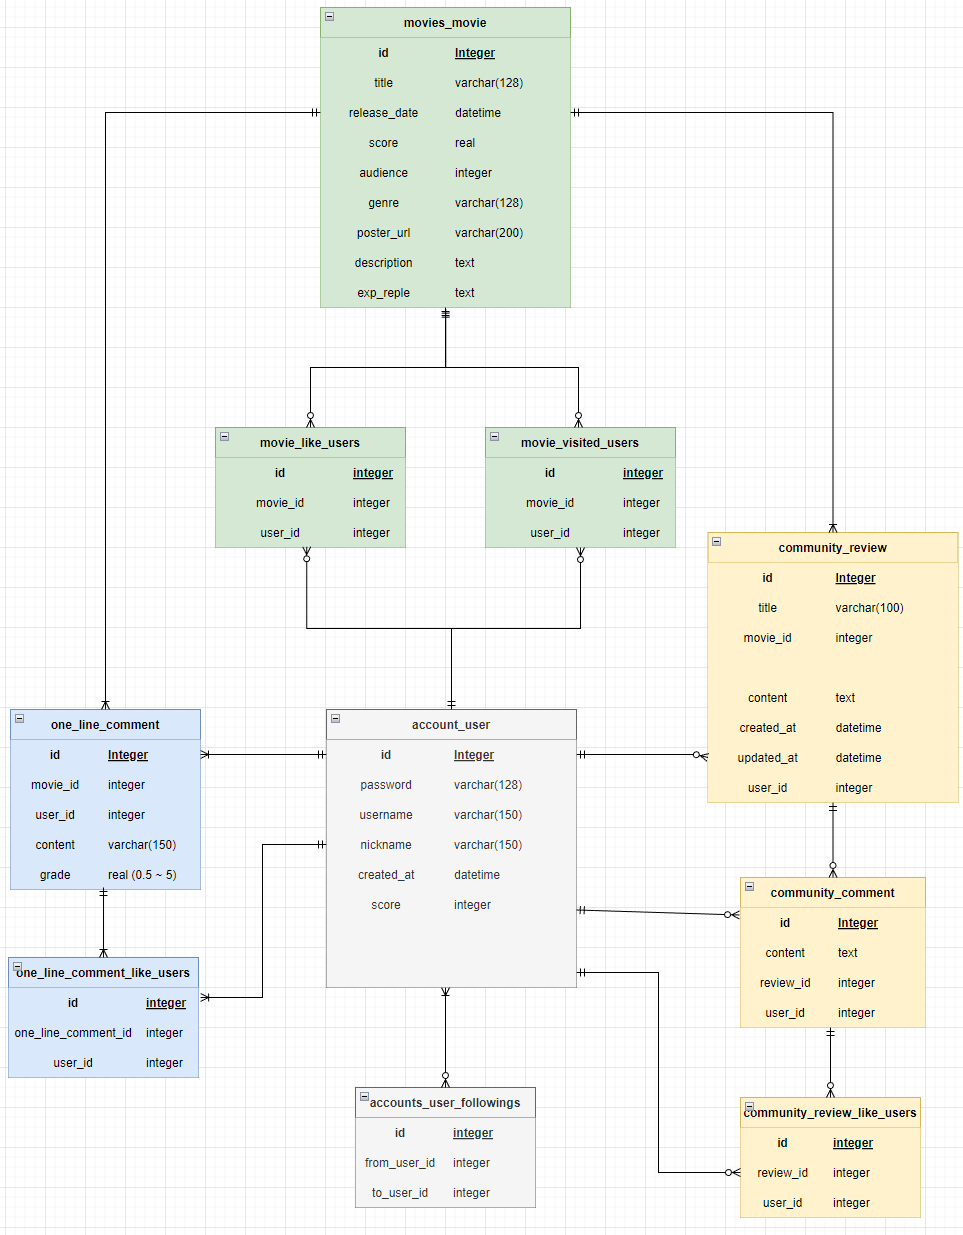 movies_movie
id Integer
title varchar(128)
release_date datetime
score real
audience integer
genre varchar(128)
poster_url varchar(200)
description text
exp_reple text
movie_like_users
id integer
movie_id integer
user_id integer
movie_visited_users
id integer
movie_id integer
user_id integer
community_review
id Integer
title varchar(100)
movie_id integer
content text
created_at datetime
updated_at datetime
user_id integer
one_line_comment
id Integer
movie_id integer
user_id integer
content varchar(150)
grade real (0.5 ~ 5)
account_user
id Integer
password varchar(128)
username varchar(150)
nickname varchar(150)
created_at datetime
score integer
community_comment
id Integer
content text
review_id integer
user_id integer
one_line_comment_like_users
id integer
one_line_comment_id integer
user_id integer
accounts_user_followings
id integer
from_user_id integer
to_user_id integer
community_review_like_users
id integer
review_id integer
user_id integer